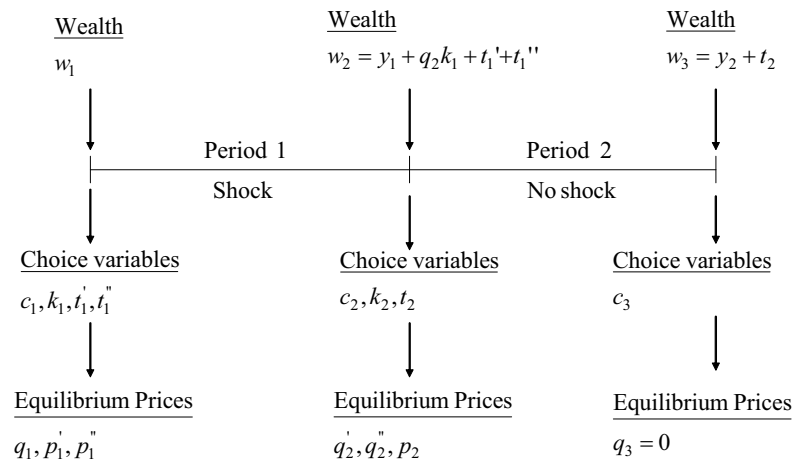 Wealth
w₁
Wealth
w₂ = y₁ + q₂k₁ + t₁' + t₁''
Wealth
w₃ = y₂ + t₂
Period 1
Period 2
Shock
No shock
Choice variables
c₁, k₁, t₁', t₁"
Choice variables
c₂, k₂, t₂
Choice variables
c₃
Equilibrium Prices
q₁, p₁', p₁"
Equilibrium Prices
q₂', q₂", p₂
Equilibrium Prices
q₃ = 0